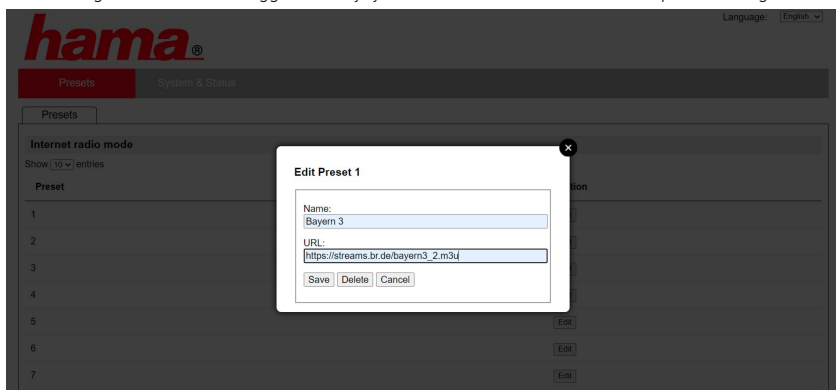 Language: English
hama®
Presets System & Status
Presets
Internet radio mode
Show 10 entries
Preset
Edit Preset 1
Name:
Bayern 3
URL:
https://streams.br.de/bayern3_2.m3u
Save Delete Cancel
1
2
3
4
5 Edit
6 Edit
7 Edit